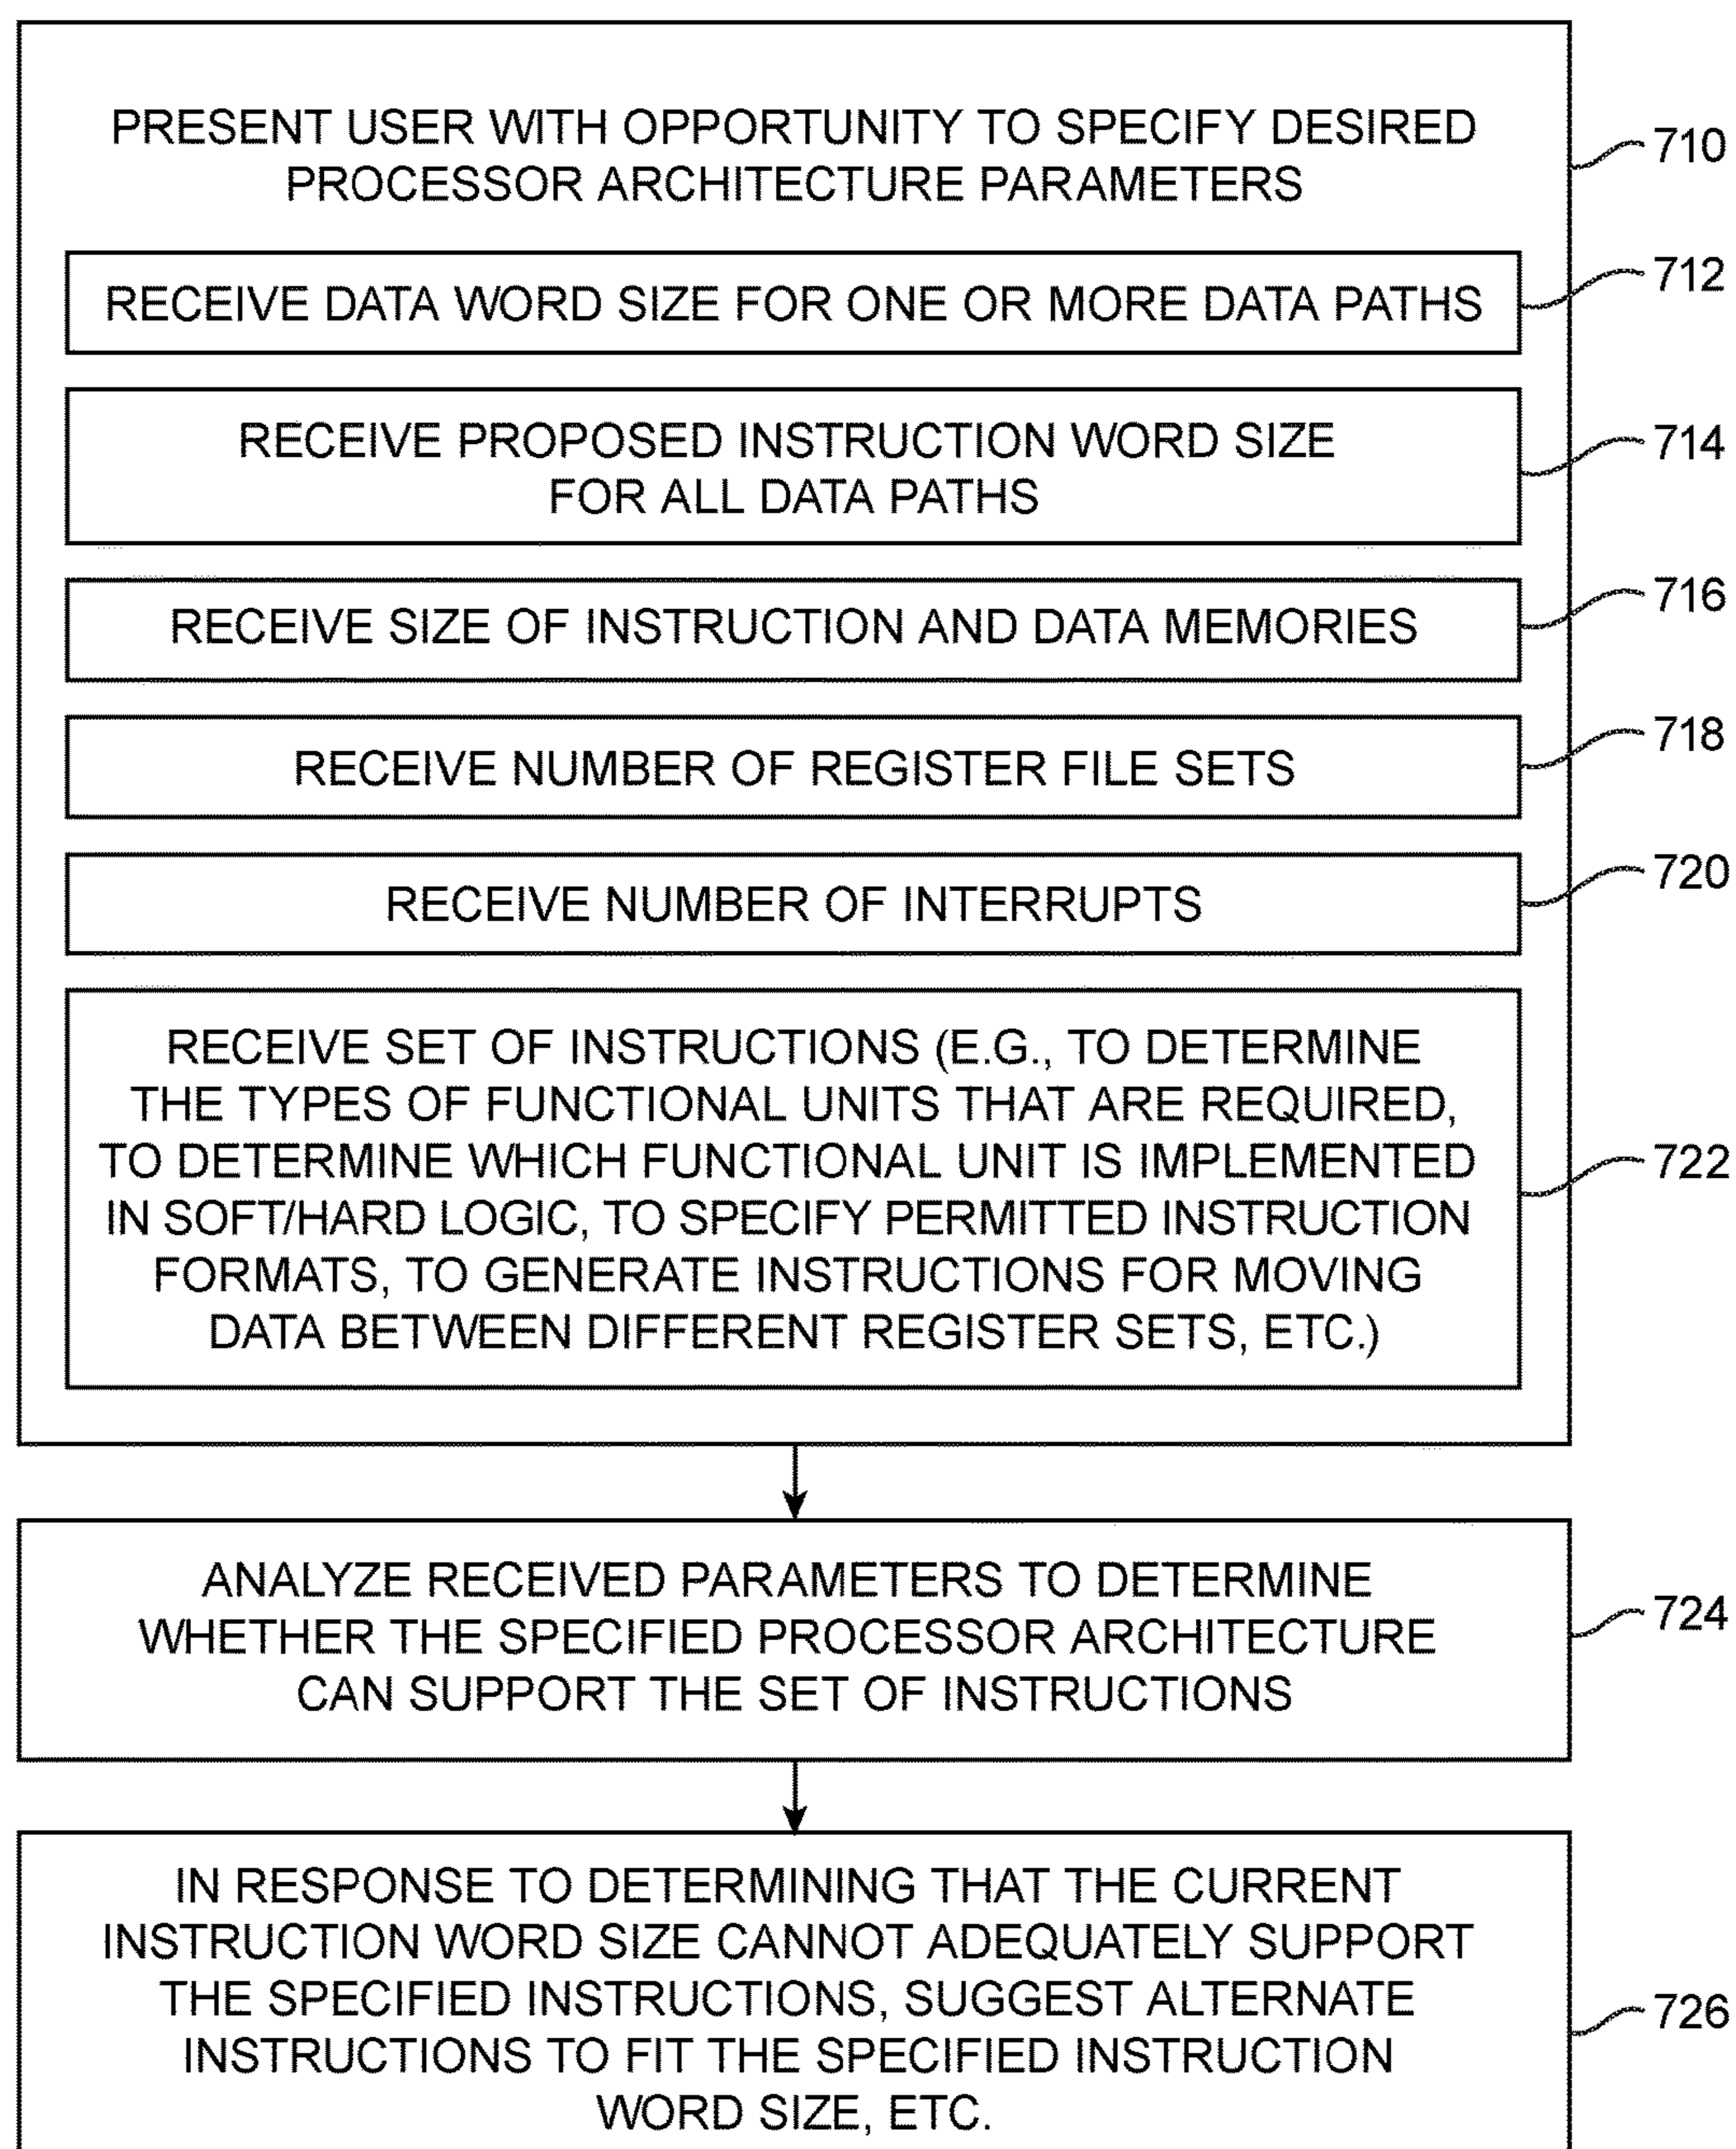 PRESENT USER WITH OPPORTUNITY TO SPECIFY DESIRED
PROCESSOR ARCHITECTURE PARAMETERS
710
RECEIVE DATA WORD SIZE FOR ONE OR MORE DATA PATHS
712
RECEIVE PROPOSED INSTRUCTION WORD SIZE
FOR ALL DATA PATHS
714
RECEIVE SIZE OF INSTRUCTION AND DATA MEMORIES
716
RECEIVE NUMBER OF REGISTER FILE SETS
718
RECEIVE NUMBER OF INTERRUPTS
720
RECEIVE SET OF INSTRUCTIONS (E.G., TO DETERMINE
THE TYPES OF FUNCTIONAL UNITS THAT ARE REQUIRED,
TO DETERMINE WHICH FUNCTIONAL UNIT IS IMPLEMENTED
IN SOFT/HARD LOGIC, TO SPECIFY PERMITTED INSTRUCTION
FORMATS, TO GENERATE INSTRUCTIONS FOR MOVING
DATA BETWEEN DIFFERENT REGISTER SETS, ETC.)
722
ANALYZE RECEIVED PARAMETERS TO DETERMINE
WHETHER THE SPECIFIED PROCESSOR ARCHITECTURE
CAN SUPPORT THE SET OF INSTRUCTIONS
724
IN RESPONSE TO DETERMINING THAT THE CURRENT
INSTRUCTION WORD SIZE CANNOT ADEQUATELY SUPPORT
THE SPECIFIED INSTRUCTIONS, SUGGEST ALTERNATE
INSTRUCTIONS TO FIT THE SPECIFIED INSTRUCTION
WORD SIZE, ETC.
726